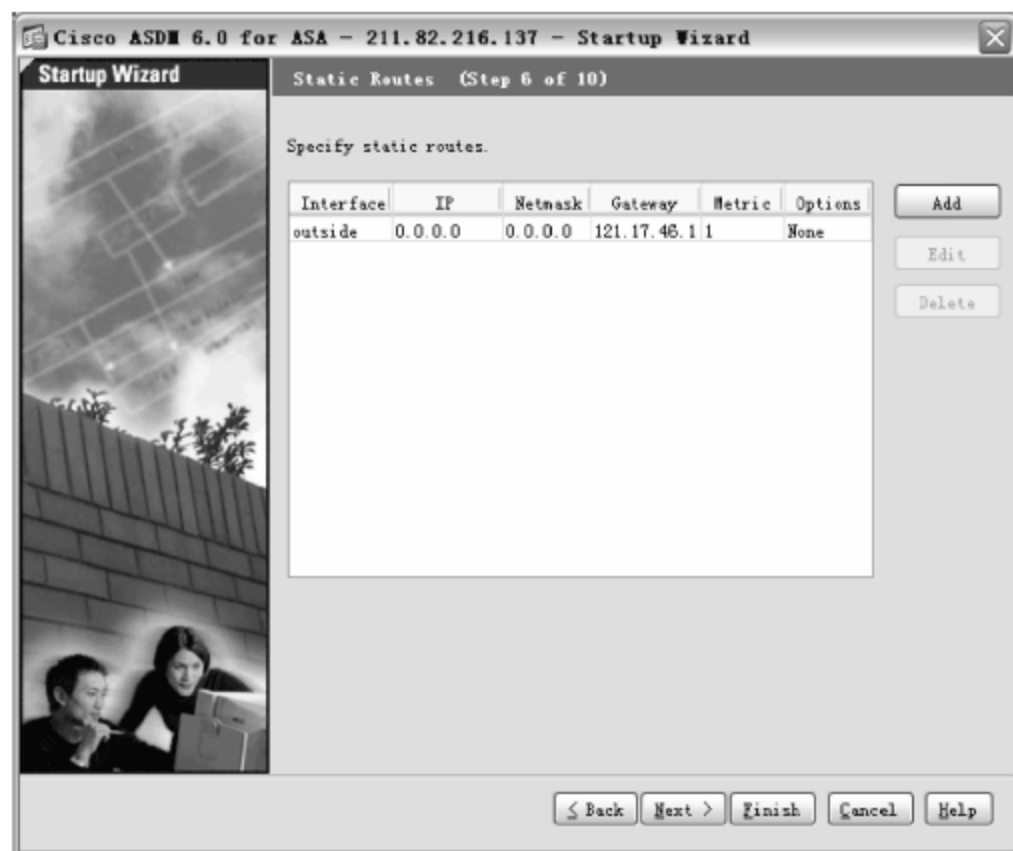 Cisco ASDM 6.0 for ASA - 211.82.216.137 - Startup Wizard
Startup Wizard
Static Routes (Step 6 of 10)
Specify static routes.
Interface IP Netmask Gateway Metric Options
outside 0.0.0.0 0.0.0.0 121.17.46.1 1 None
Add
Edit
Delete
< Back Next > Finish Cancel Help